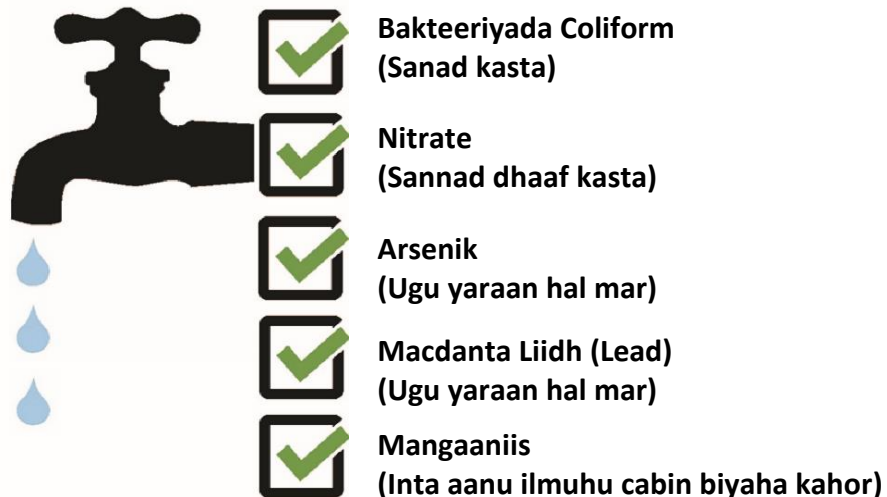 Bakteeriyada Coliform
(Sanad kasta)
Nitrate
(Sannad dhaaf kasta)
Arsenik
(Ugu yaraan hal mar)
Macdanta Liidh (Lead)
(Ugu yaraan hal mar)
Mangaaniis
(Inta aanu ilmuhu cabin biyaha kahor)